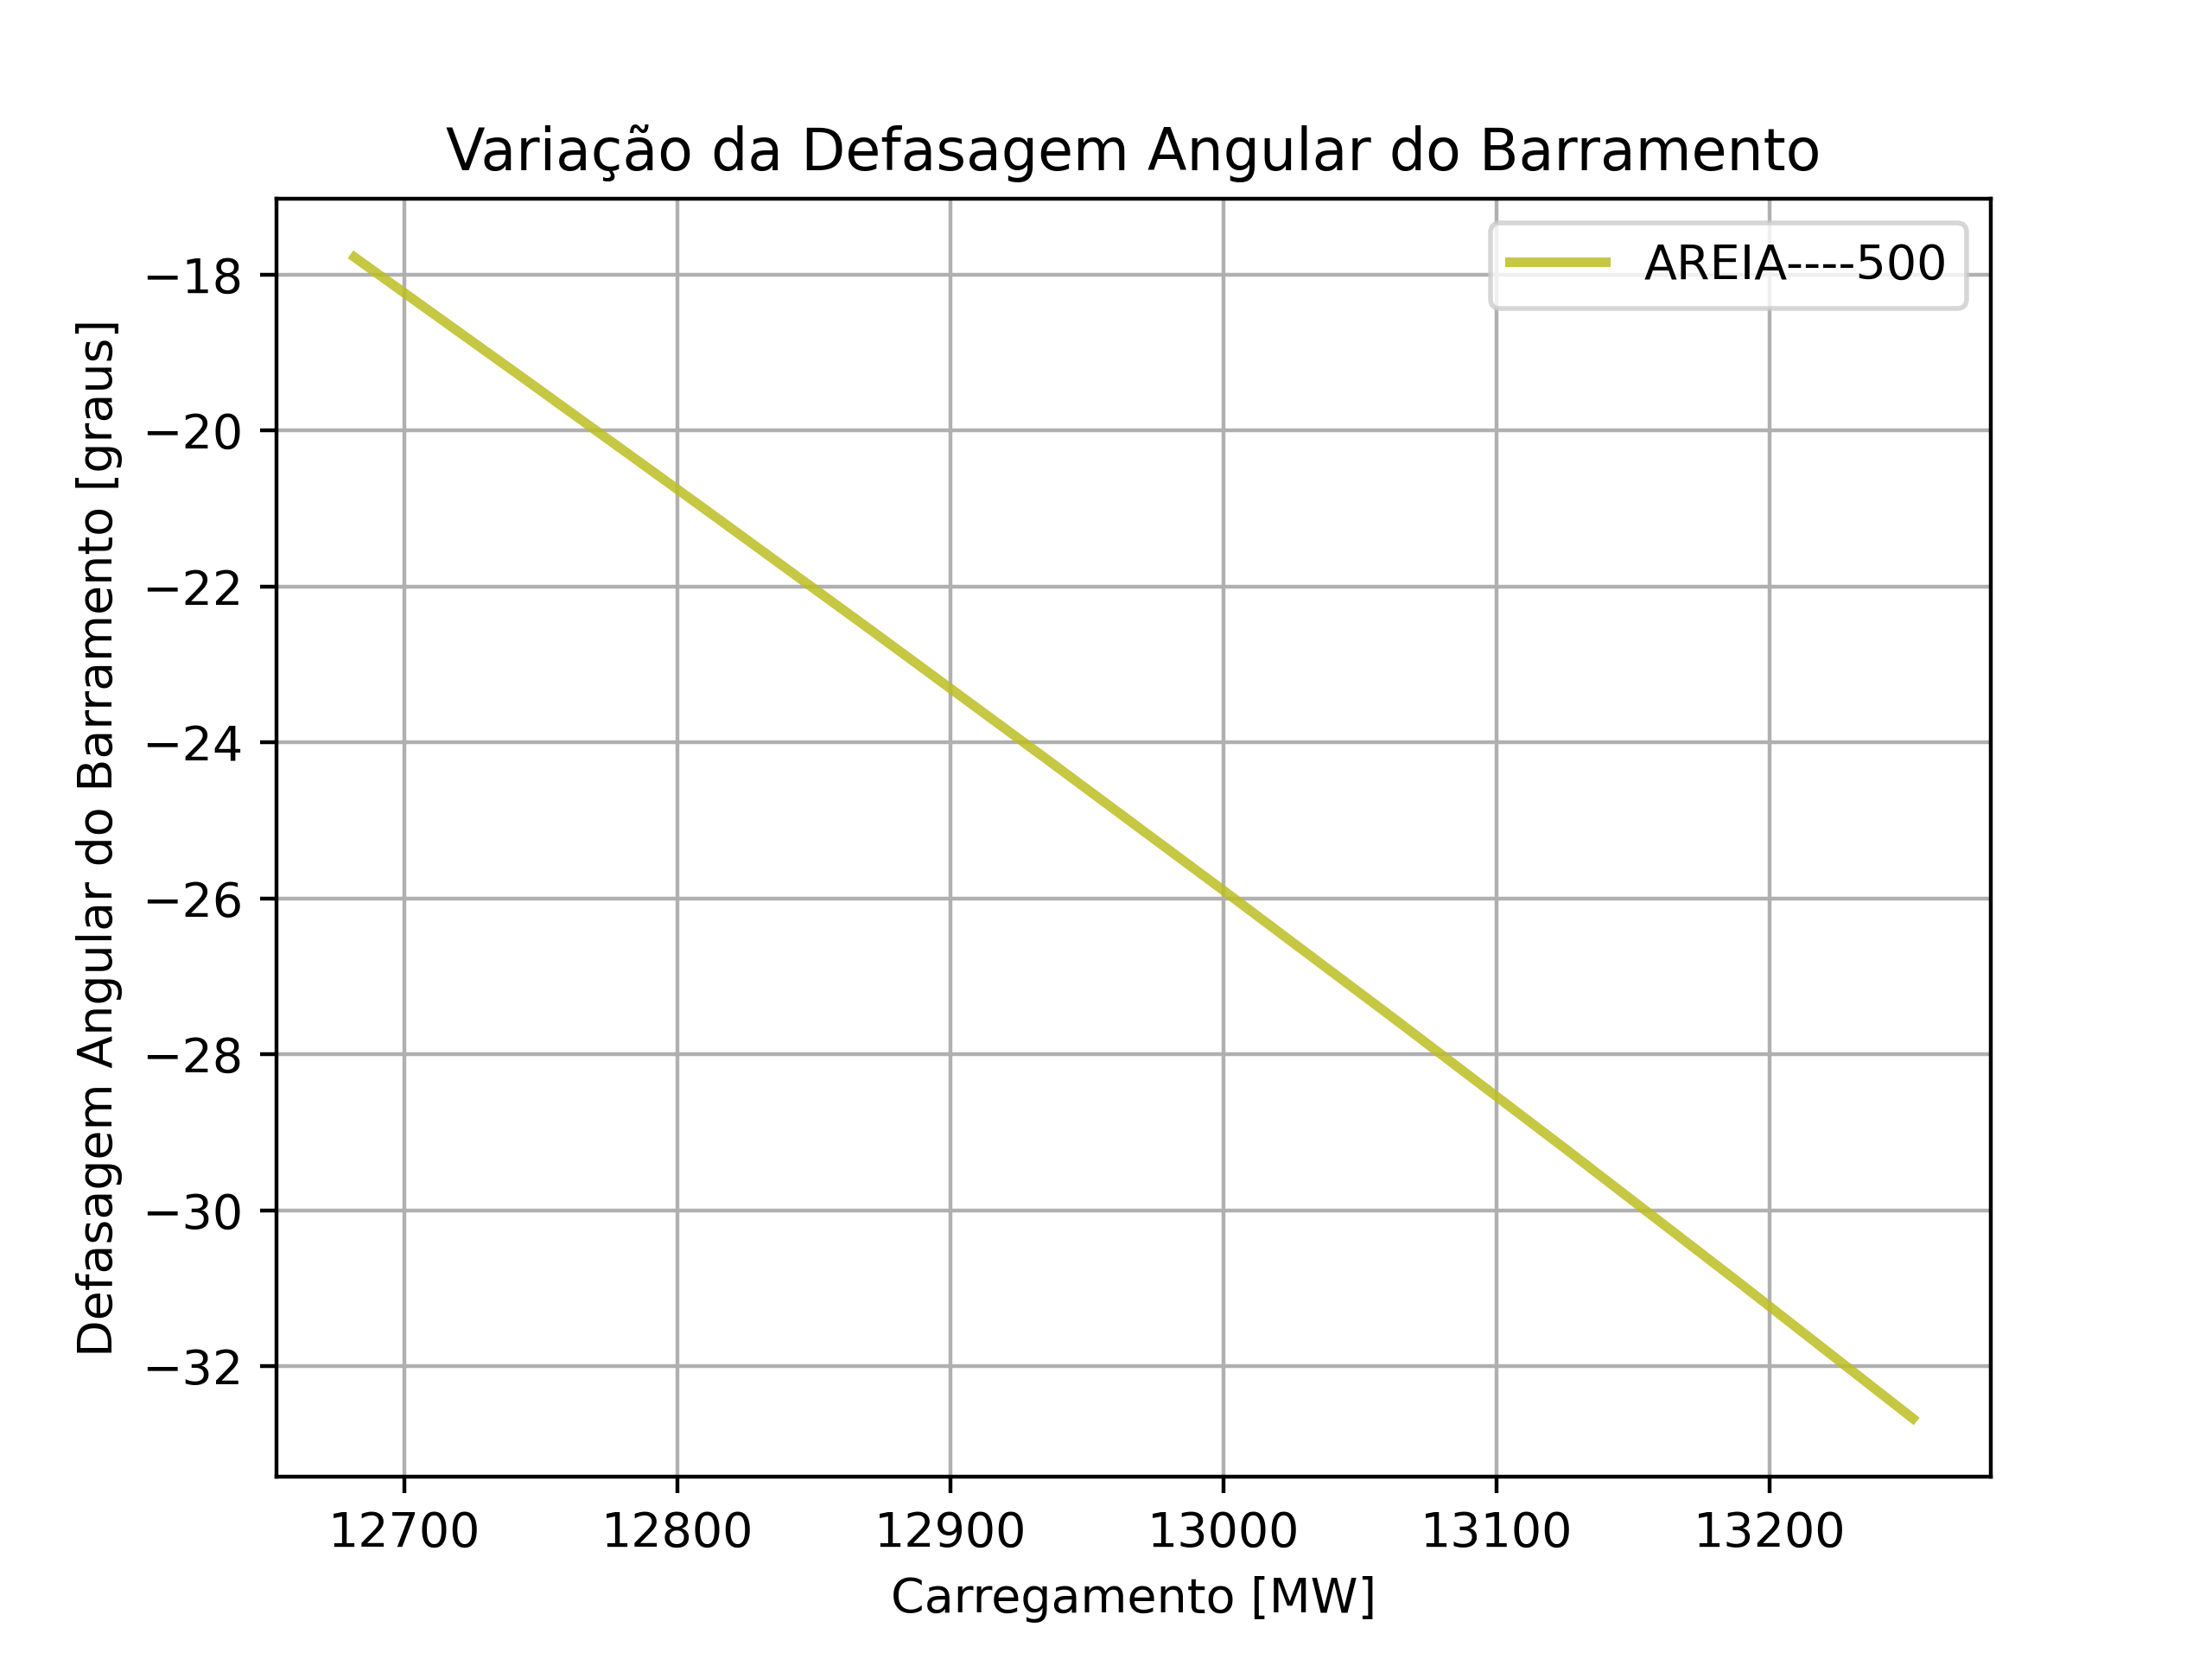 Variação da Defasagem Angular do Barramento
AREIA----500
Defasagem Angular do Barramento [graus]
−18
−20
−22
−24
−26
−28
−30
−32
12700 12800 12900 13000 13100 13200
Carregamento [MW]